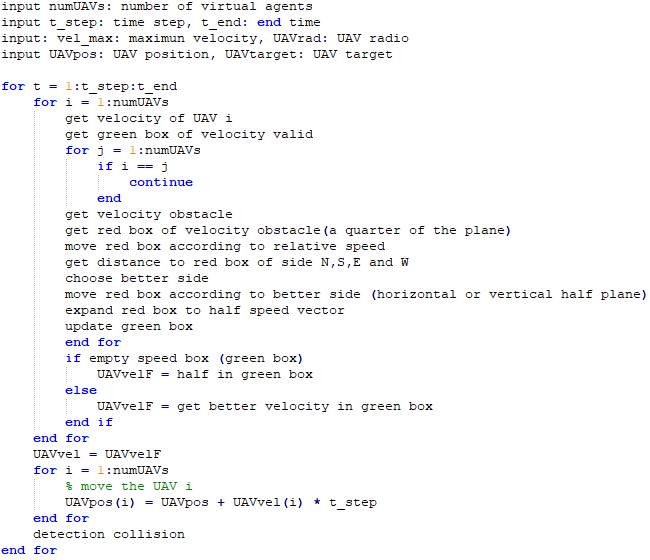 input numUAVs: number of virtual agents
input t_step: time step, t_end: end time
input: vel_max: maximun velocity, UAVrad: UAV radio
input UAVpos: UAV position, UAVtarget: UAV target

for t = 1:t_step:t_end
    for i = 1:numUAVs
        get velocity of UAV i
        get green box of velocity valid
        for j = 1:numUAVs
            if i == j
                continue
            end
        get velocity obstacle
        get red box of velocity obstacle(a quarter of the plane)
        move red box according to relative speed
        get distance to red box of side N,S,E and W
        choose better side
        move red box according to better side (horizontal or vertical half plane)
        expand red box to half speed vector
        update green box
        end for
        if empty speed box (green box)
            UAVvelF = half in green box
        else
            UAVvelF = get better velocity in green box
        end if
    end for
    UAVvel = UAVvelF
    for i = 1:numUAVs
        % move the UAV i
        UAVpos(i) = UAVpos + UAVvel(i) * t_step
    end for
    detection collision
end for